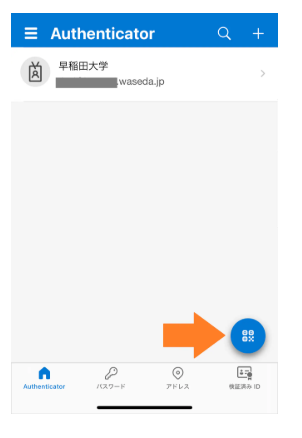 Authenticator
早稲田大学
.waseda.jp
Authenticator
パスワード
アドレス
検証済み ID